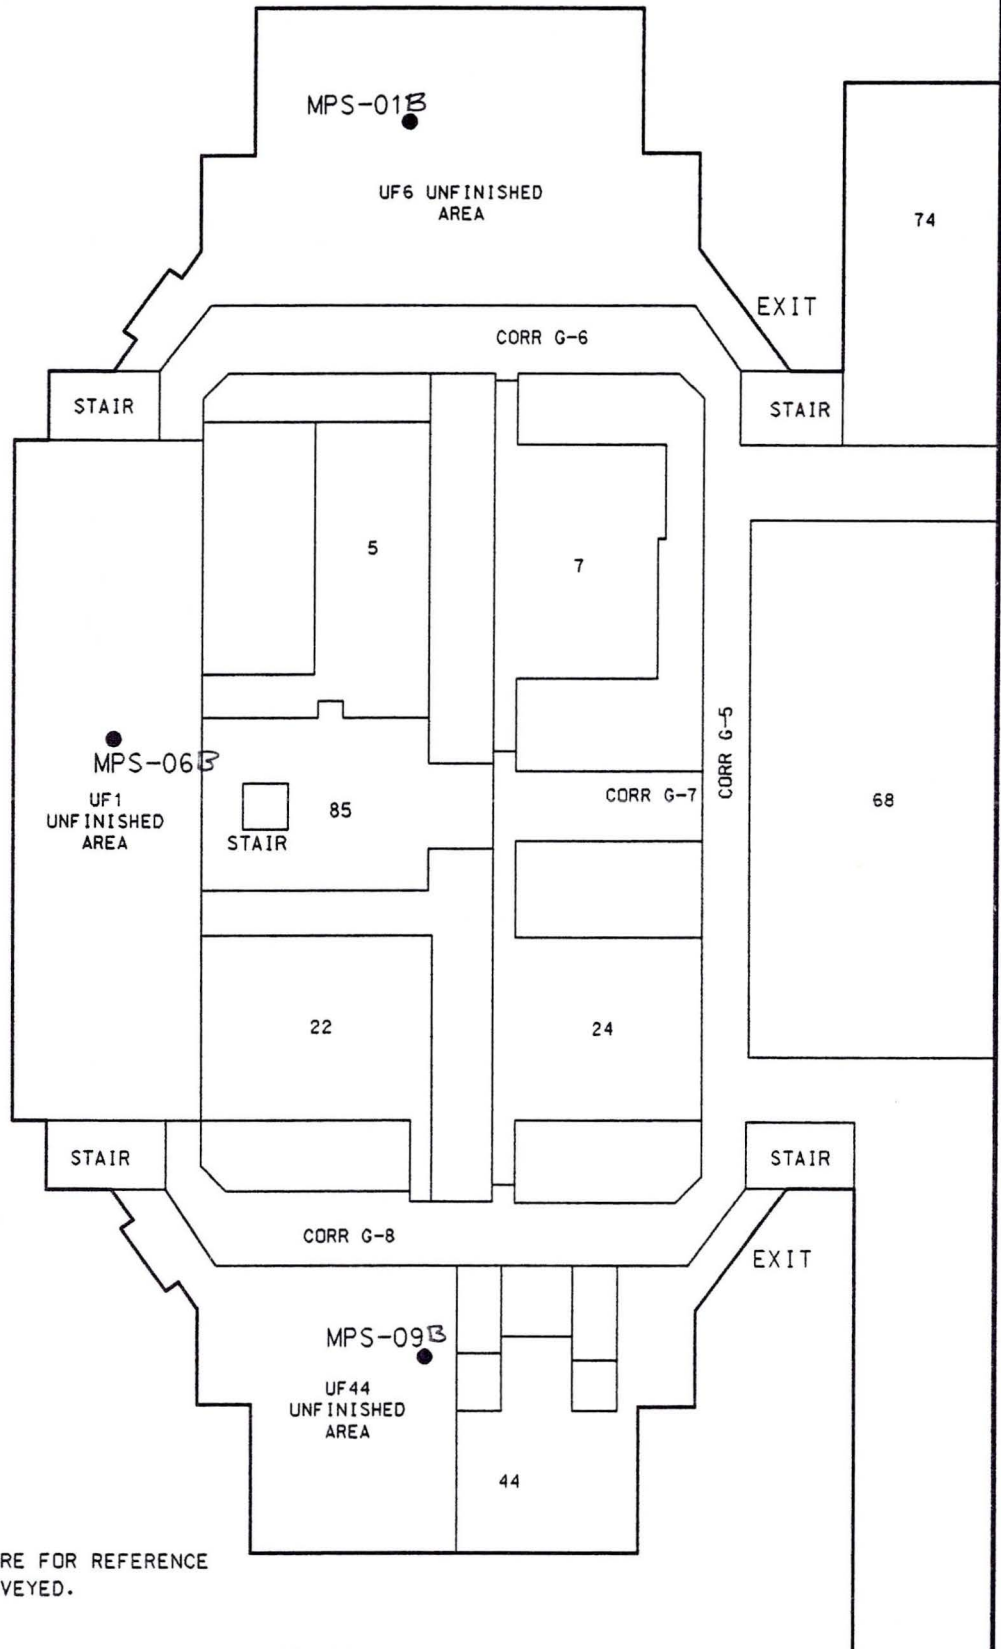 MPS-01B
UF6 UNFINISHED
AREA
74
EXIT
CORR G-6
STAIR
STAIR
5
7
CORR G-5
MPS-06B
UF1
UNFINISHED
AREA
85
STAIR
CORR G-7
68
22
24
STAIR
STAIR
CORR G-8
EXIT
MPS-09B
UF44
UNFINISHED
AREA
44
RE FOR REFERENCE
VEYED.